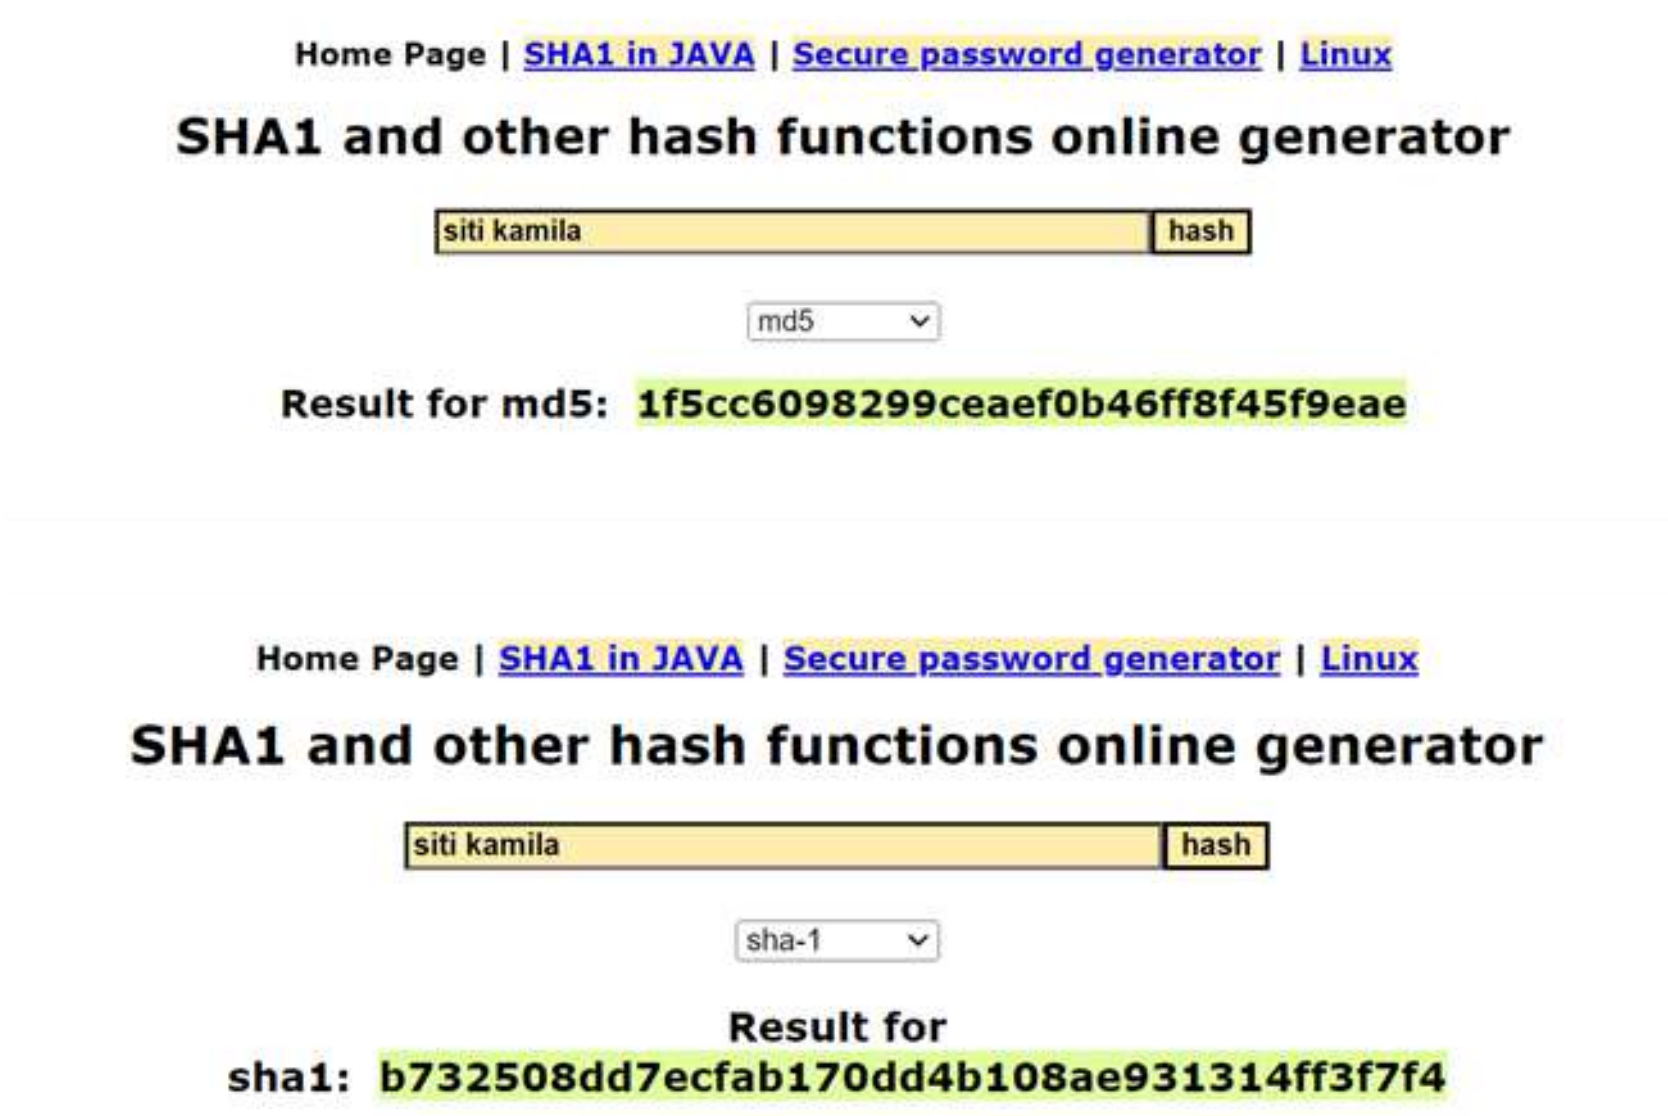 Home Page | SHA1 in JAVA | Secure password generator | Linux
SHA1 and other hash functions online generator
siti kamila hash
md5
Result for md5: 1f5cc6098299ceaef0b46ff8f45f9eae
Home Page | SHA1 in JAVA | Secure password generator | Linux
SHA1 and other hash functions online generator
siti kamila hash
sha-1
Result for
sha1: b732508dd7ecfab170dd4b108ae931314ff3f7f4